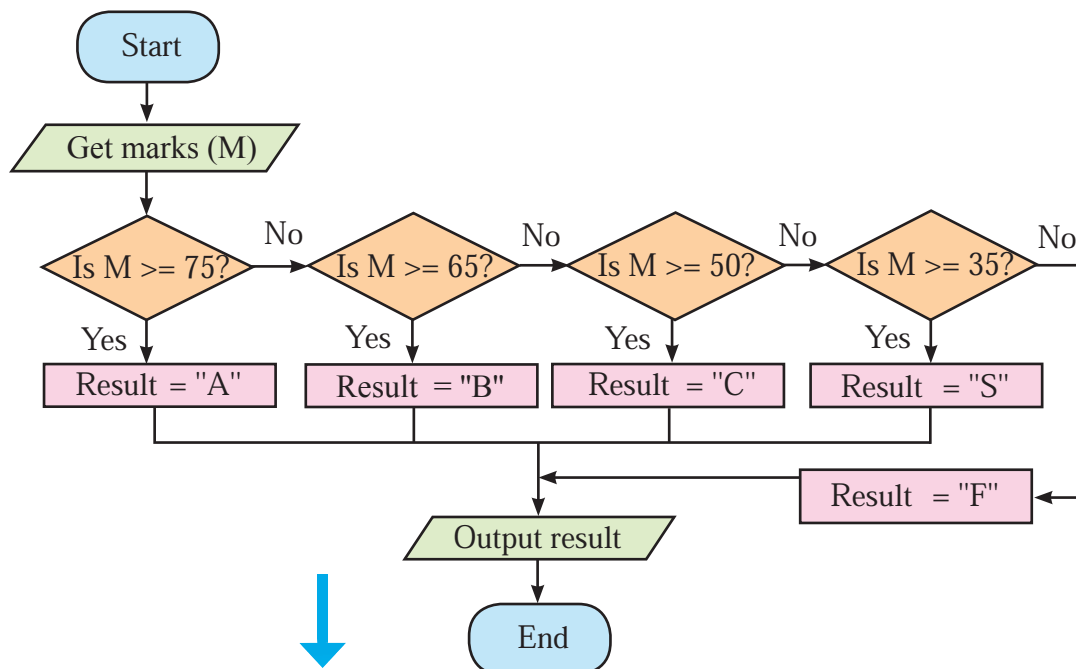 Start
Get marks (M)
No
No
No
No
Is M >= 75?
Is M >= 65?
Is M >= 50?
Is M >= 35?
Yes
Yes
Yes
Yes
Result = "A"
Result = "B"
Result = "C"
Result = "S"
Result = "F"
Output result
End